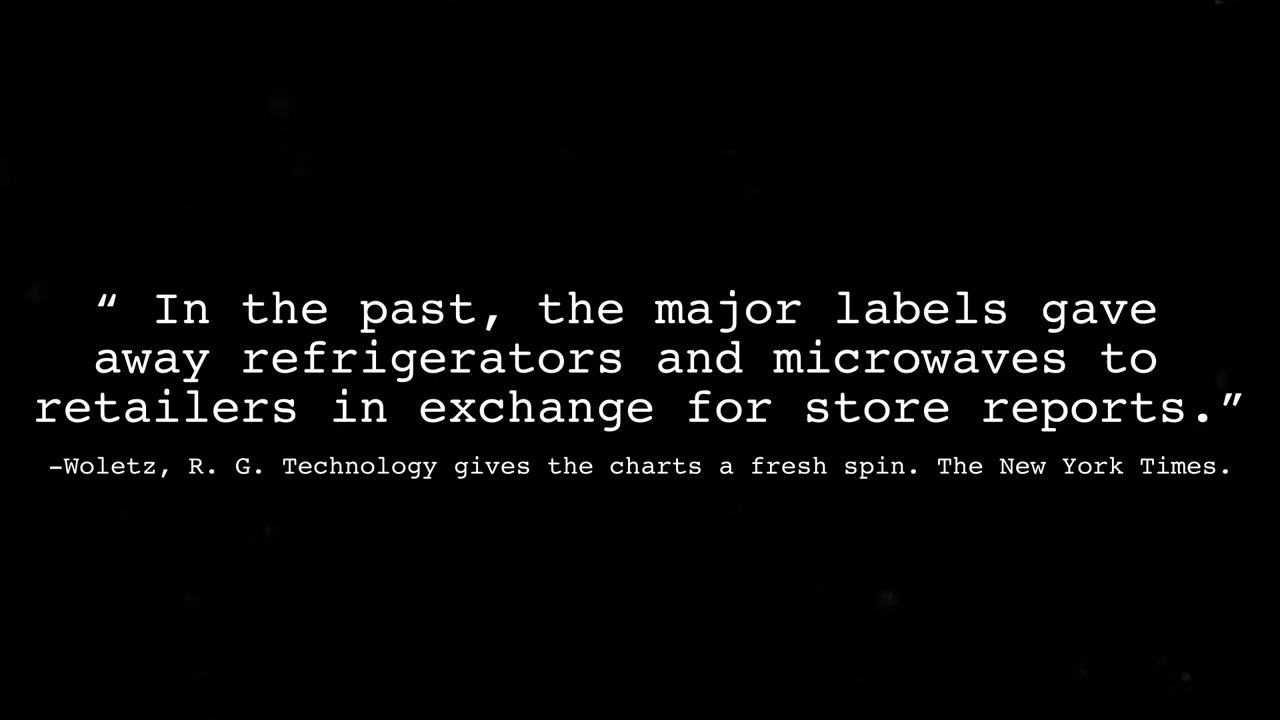 “ In the past, the major labels gave
away refrigerators and microwaves to
retailers in exchange for store reports.”
–Woletz, R. G. Technology gives the charts a fresh spin. The New York Times.